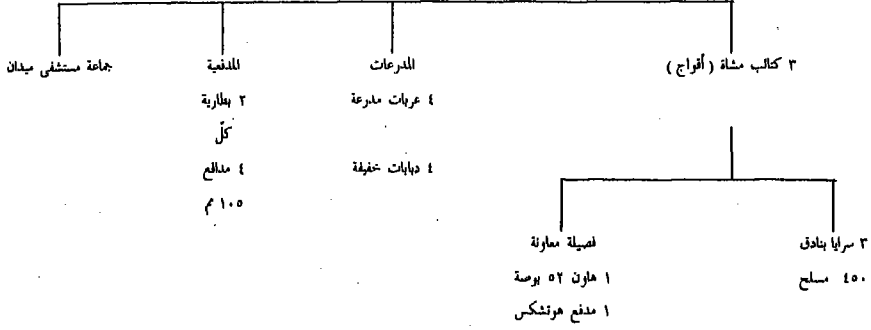 ٣ كتائب مشاة ( أفواج )
المدرعات
٤ عربات مدرعة
٤ دبابات خفيفة
المدفعية
٢ بطارية
كلّ
٤ مدافع
١٠٥ مم
جماعة مستشفى ميدان
٣ سرايا بنادق
٤٥٠ مسلح
فصيلة معاونة
١ هاون ٥٢ بوصة
١ مدفع هوتشكس